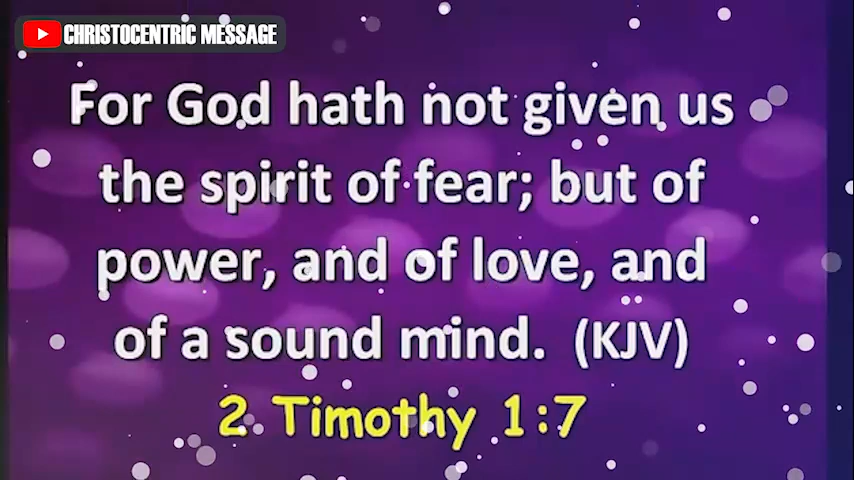 CHRISTOCENTRIC MESSAGE
For God hath not given us
the spirit of fear; but of
power, and of love, and
of a sound mind. (KJV)
2 Timothy 1:7